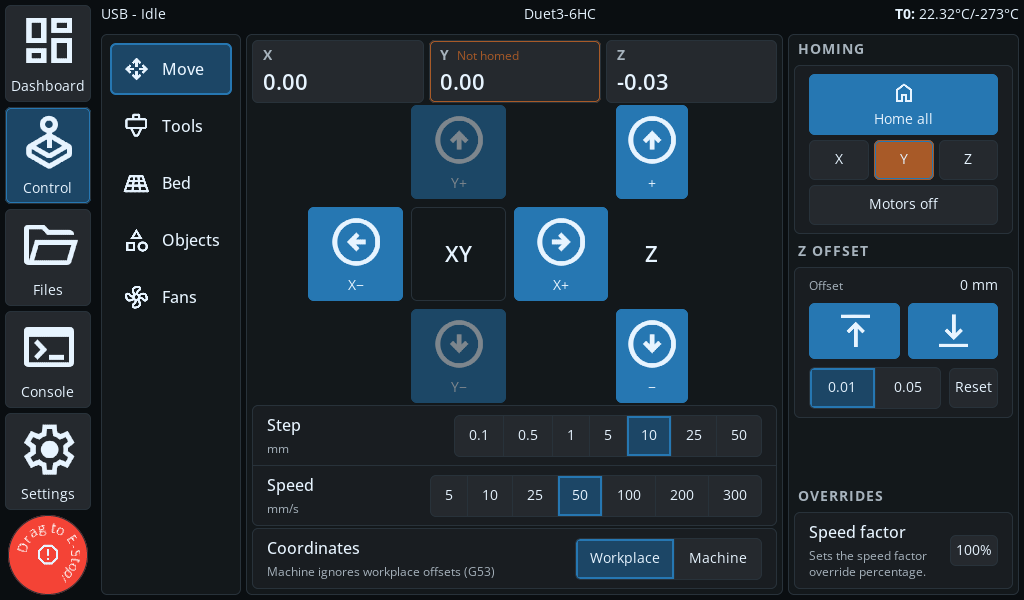 USB - Idle
Duet3-6HC
T0: 22.32°C/-273°C
Dashboard
Control
Files
Console
Settings
Drag to E-Stop!
Move
Tools
Bed
Objects
Fans
X
0.00
Y Not homed
0.00
Z
-0.03
Y+
+
X−
XY
X+
Z
Y−
−
Step
mm
0.1 0.5 1 5 10 25 50
Speed
mm/s
5 10 25 50 100 200 300
Coordinates
Machine ignores workplace offsets (G53)
Workplace Machine
HOMING
Home all
X Y Z
Motors off
Z OFFSET
Offset 0 mm
0.01 0.05 Reset
OVERRIDES
Speed factor
Sets the speed factor
override percentage.
100%